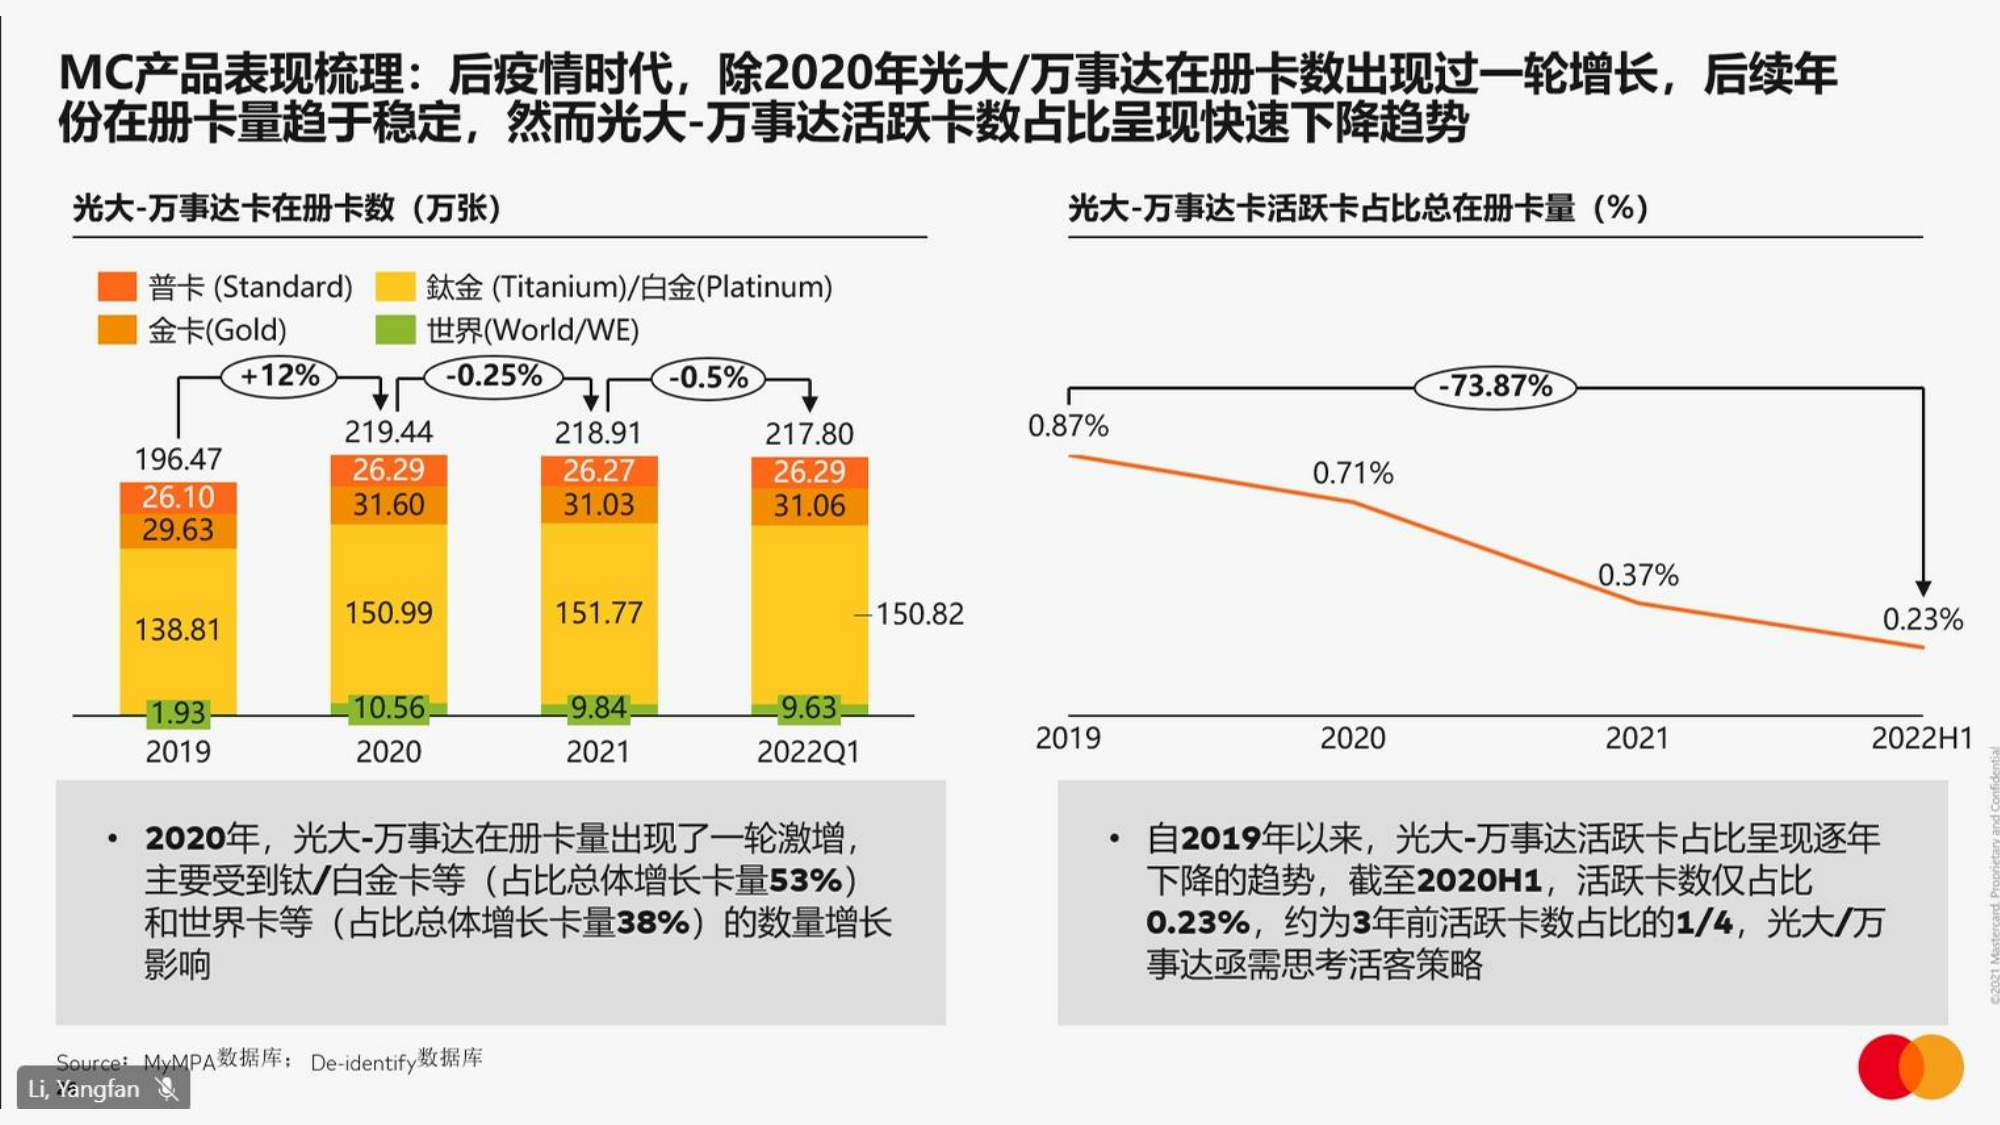 MC产品表现梳理：后疫情时代，除2020年光大/万事达在册卡数出现过一轮增长，后续年
份在册卡量趋于稳定，然而光大-万事达活跃卡数占比呈现快速下降趋势
光大-万事达卡在册卡数（万张）
普卡 (Standard)
鈦金 (Titanium)/白金(Platinum)
金卡(Gold)
世界(World/WE)
+12%
-0.25%
-0.5%
196.47
219.44
218.91
217.80
26.10
26.29
26.27
26.29
29.63
31.60
31.03
31.06
138.81
150.99
151.77
150.82
1.93
10.56
9.84
9.63
2019
2020
2021
2022Q1
• 2020年，光大-万事达在册卡量出现了一轮激增，
主要受到钛/白金卡等（占比总体增长卡量53%）
和世界卡等（占比总体增长卡量38%）的数量增长
影响
光大-万事达卡活跃卡占比总在册卡量（%）
-73.87%
0.87%
0.71%
0.37%
0.23%
2019
2020
2021
2022H1
• 自2019年以来，光大-万事达活跃卡占比呈现逐年
下降的趋势，截至2020H1，活跃卡数仅占比
0.23%，约为3年前活跃卡数占比的1/4，光大/万
事达亟需思考活客策略
Source：MyMPA数据库； De-identify数据库
Li, Yangfan
©2021 Mastercard. Proprietary and Confidential